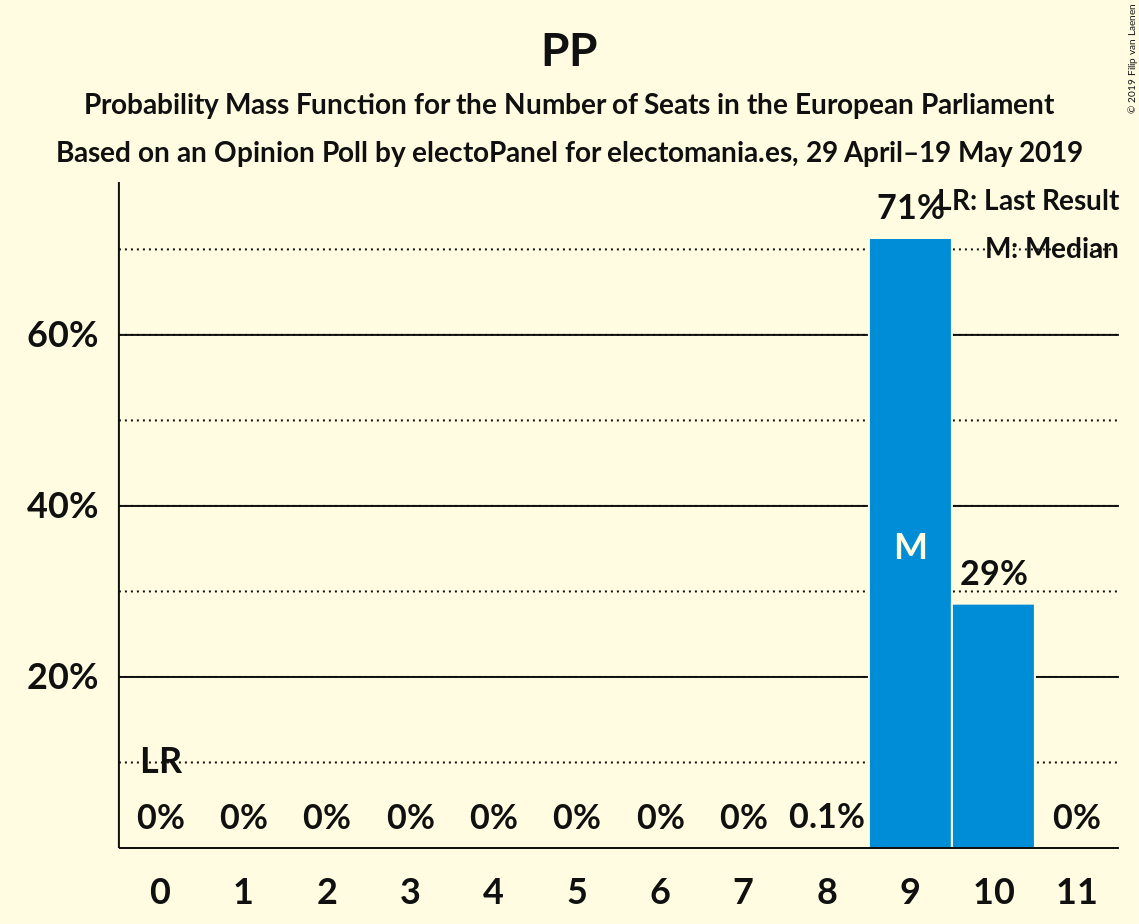 PP
Probability Mass Function for the Number of Seats in the European Parliament
Based on an Opinion Poll by electoPanel for electomania.es, 29 April–19 May 2019
© 2019 Filip van Laenen
LR: Last Result
M: Median
71%
60%
40%
M
29%
20%
LR
0% 0% 0% 0% 0% 0% 0% 0% 0.1% 0%
0 1 2 3 4 5 6 7 8 9 10 11